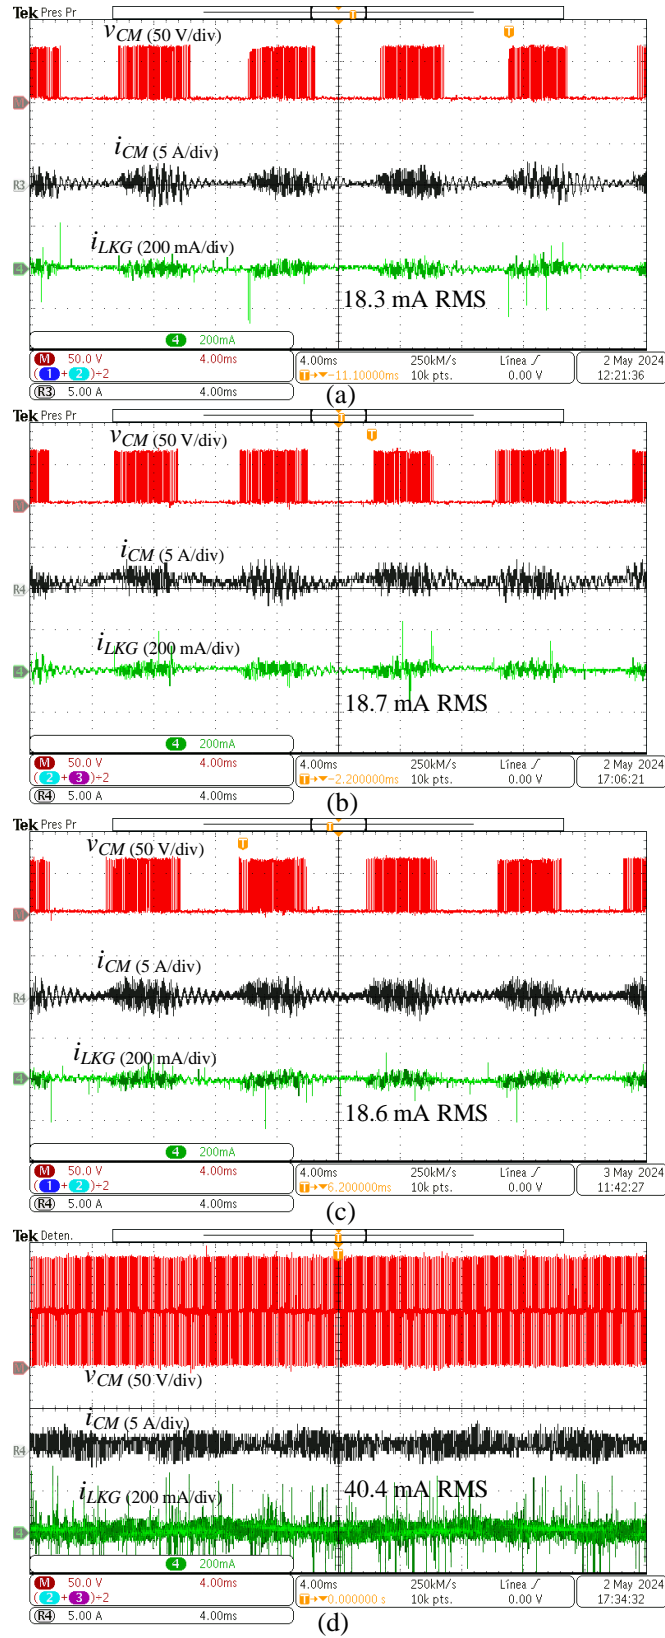 Tek Pres Pr
T
T
vCM (50 V/div)
M
iCM (5 A/div)
R3
iLKG (200 mA/div)
4
18.3 mA RMS
4 200mA
M 50.0 V 4.00ms
(1+2)÷2
R3 5.00 A 4.00ms
4.00ms 250kM/s Línea ∫
T→▼−11.10000ms 10k pts. 0.00 V
2 May 2024
12:21:36
(a)
Tek Pres Pr
T
T
vCM (50 V/div)
M
iCM (5 A/div)
R4
iLKG (200 mA/div)
4
18.7 mA RMS
4 200mA
M 50.0 V 4.00ms
(2+3)÷2
R4 5.00 A 4.00ms
4.00ms 250kM/s Línea ∫
T→▼−2.200000ms 10k pts. 0.00 V
2 May 2024
17:06:21
(b)
Tek Pres Pr
T
T
vCM (50 V/div)
M
iCM (5 A/div)
R4
iLKG (200 mA/div)
4
18.6 mA RMS
4 200mA
M 50.0 V 4.00ms
(1+2)÷2
R4 5.00 A 4.00ms
4.00ms 250kM/s Línea ∫
T→▼6.200000ms 10k pts. 0.00 V
3 May 2024
11:42:27
(c)
Tek Deten.
T
T
M
vCM (50 V/div)
iCM (5 A/div)
R4
iLKG (200 mA/div)
40.4 mA RMS
4
4 200mA
M 50.0 V 4.00ms
(2+3)÷2
R4 5.00 A 4.00ms
4.00ms 250kM/s Línea ∫
T→▼0.000000 s 10k pts. 0.00 V
2 May 2024
17:34:32
(d)